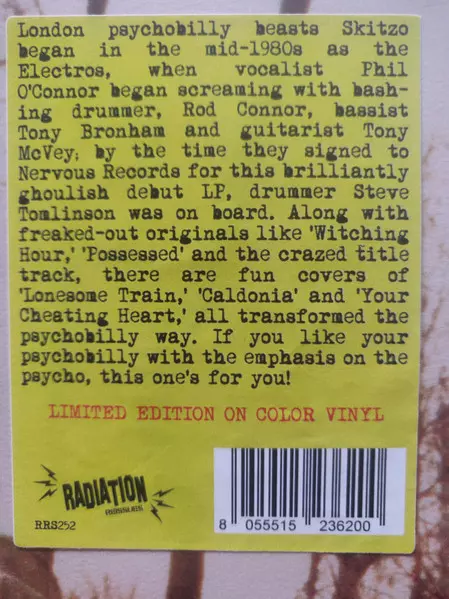 London psychobilly beasts Skitzo
began in the mid-1980s as the
Electros, when vocalist Phil
O'Connor began screaming with bash-
ing drummer, Rod Connor, bassist
Tony Bronham and guitarist Tony
McVey; by the time they signed to
Nervous Records for this brilliantly
ghoulish debut LP, drummer Steve
Tomlinson was on board. Along with
freaked-out originals like 'Witching
Hour,' 'Possessed' and the crazed title
track, there are fun covers of
'Lonesome Train,' 'Caldonia' and 'Your
Cheating Heart,' all transformed the
psychobilly way. If you like your
psychobilly with the emphasis on the
psycho, this one's for you!
LIMITED EDITION ON COLOR VINYL
RADIATION
RRS252
8 055515 236200